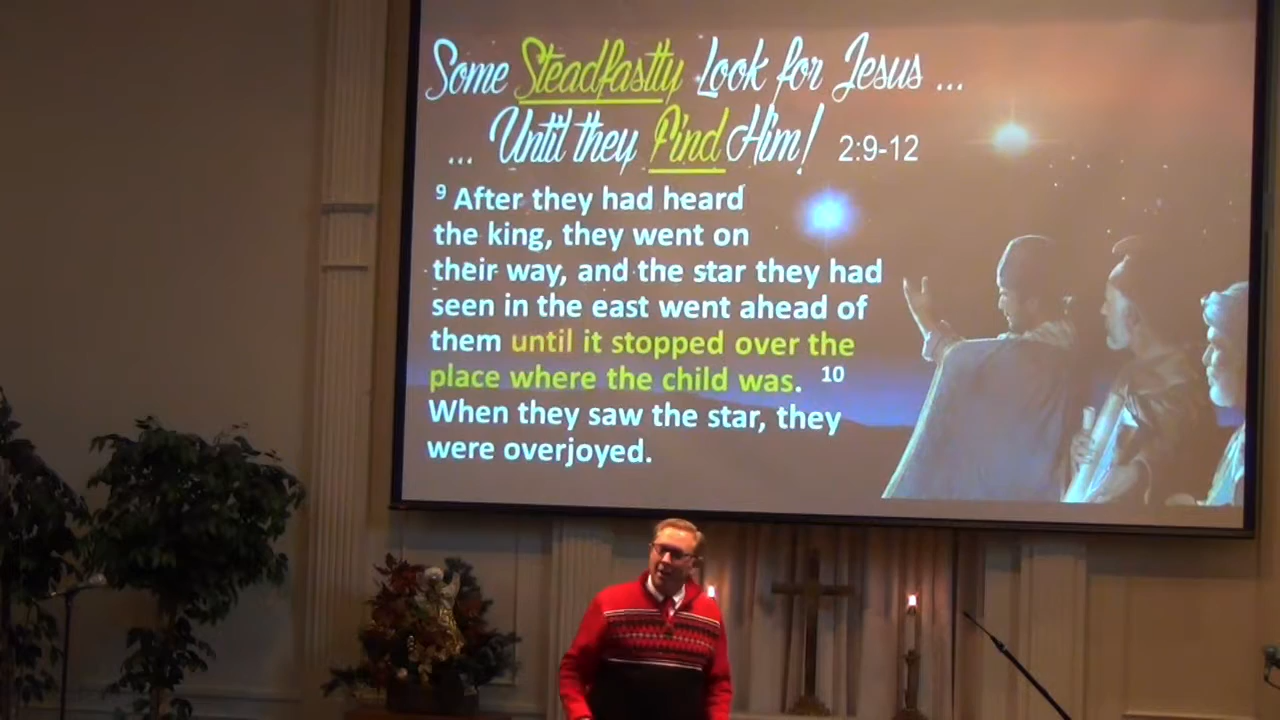 Some Steadfastly Look for Jesus ...
... Until they Find Him! 2:9-12
⁹ After they had heard
the king, they went on
their way, and the star they had
seen in the east went ahead of
them until it stopped over the
place where the child was. ¹⁰
When they saw the star, they
were overjoyed.